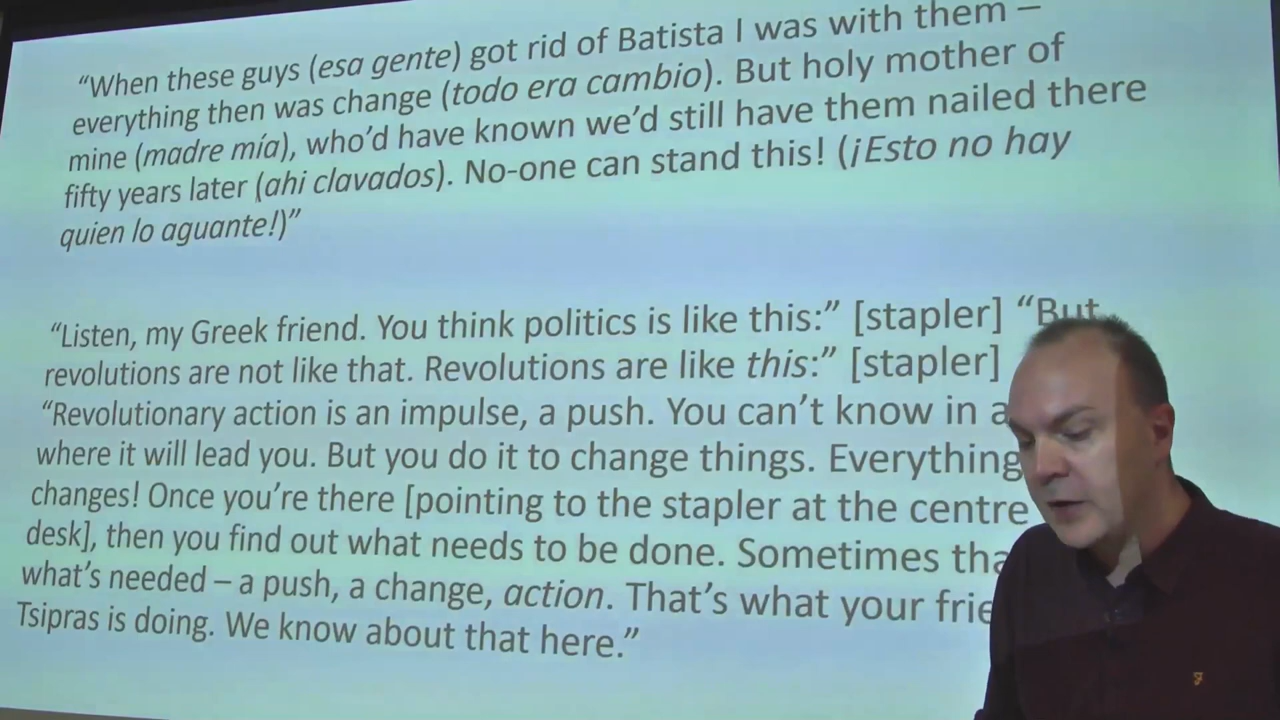 “When these guys (esa gente) got rid of Batista I was with them –
everything then was change (todo era cambio). But holy mother of
mine (madre mía), who’d have known we’d still have them nailed there
fifty years later (ahi clavados). No-one can stand this! (¡Esto no hay
quien lo aguante!)”
“Listen, my Greek friend. You think politics is like this:” [stapler] “But
revolutions are not like that. Revolutions are like this:” [stapler]
“Revolutionary action is an impulse, a push. You can’t know in a
where it will lead you. But you do it to change things. Everything
changes! Once you’re there [pointing to the stapler at the centre
desk], then you find out what needs to be done. Sometimes
what’s needed – a push, a change, action. That’s what your
Tsipras is doing. We know about that here.”